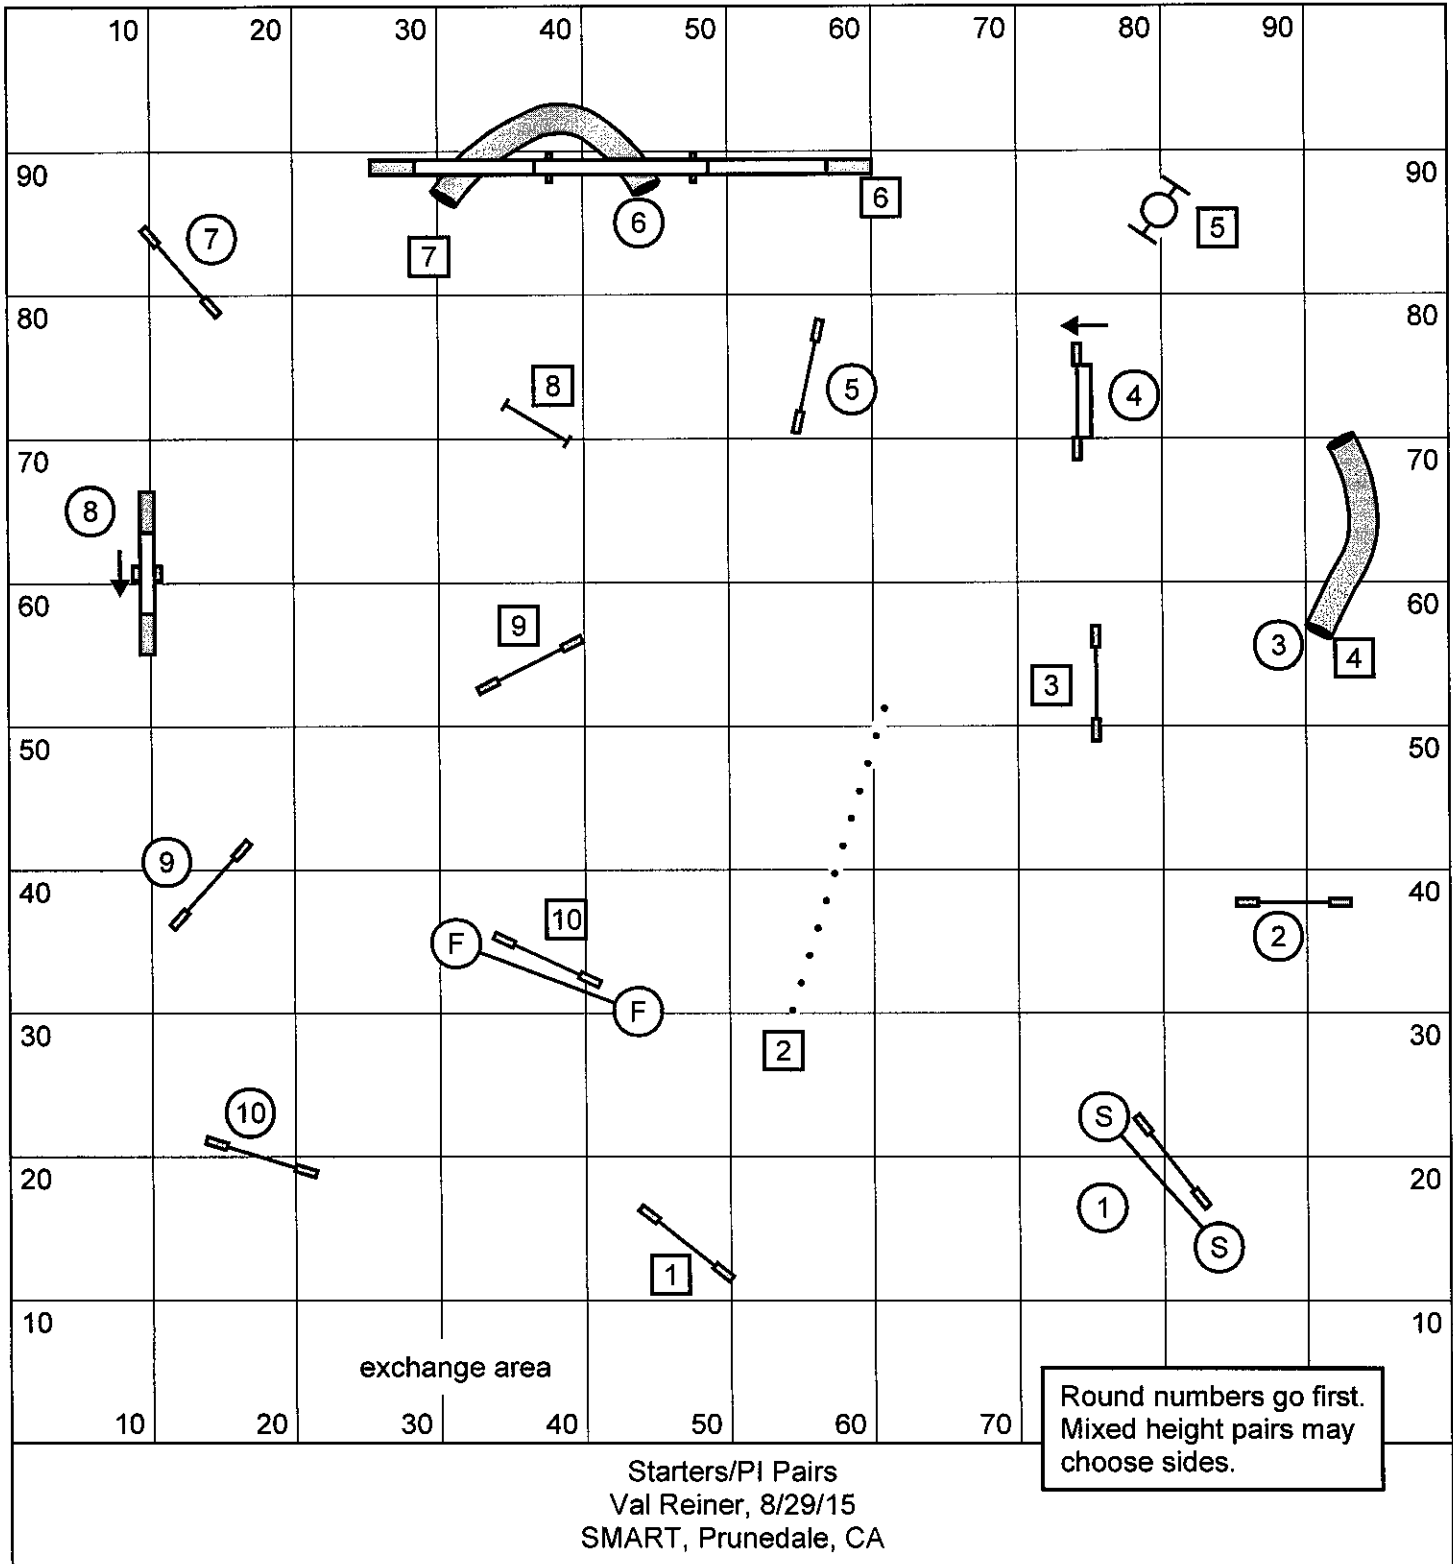 10 20 30 40 50 60 70 80 90
90 90
6
6
7
5
7
80 80
8
5
4
70 70
8
60 60
9
3
4
3
50 50
9
40 40
10
2
F
F
30 30
2
10
S
20 20
1
S
1
10 10
exchange area
10 20 30 40 50 60 70
Round numbers go first.
Mixed height pairs may
choose sides.
Starters/PI Pairs
Val Reiner, 8/29/15
SMART, Prunedale, CA